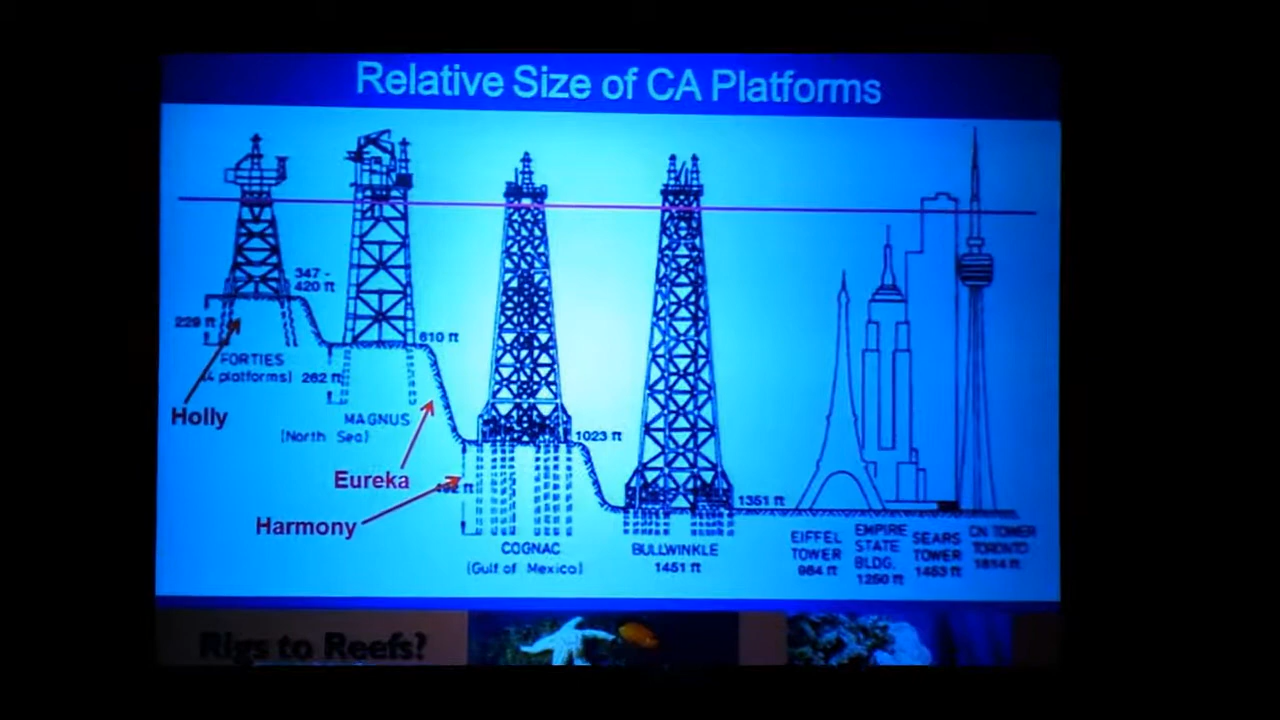 Relative Size of CA Platforms
347 -
420 ft
229 ft
FORTIES
(4 platforms)
262 ft
610 ft
Holly
MAGNUS
(North Sea)
Eureka
Harmony
1023 ft
COGNAC
(Gulf of Mexico)
1351 ft
BULLWINKLE
1451 ft
EIFFEL
TOWER
984 ft
EMPIRE
STATE
BLDG.
1250 ft
SEARS
TOWER
1453 ft
CN TOWER
TORONTO
1814 ft
Rigs to Reefs?